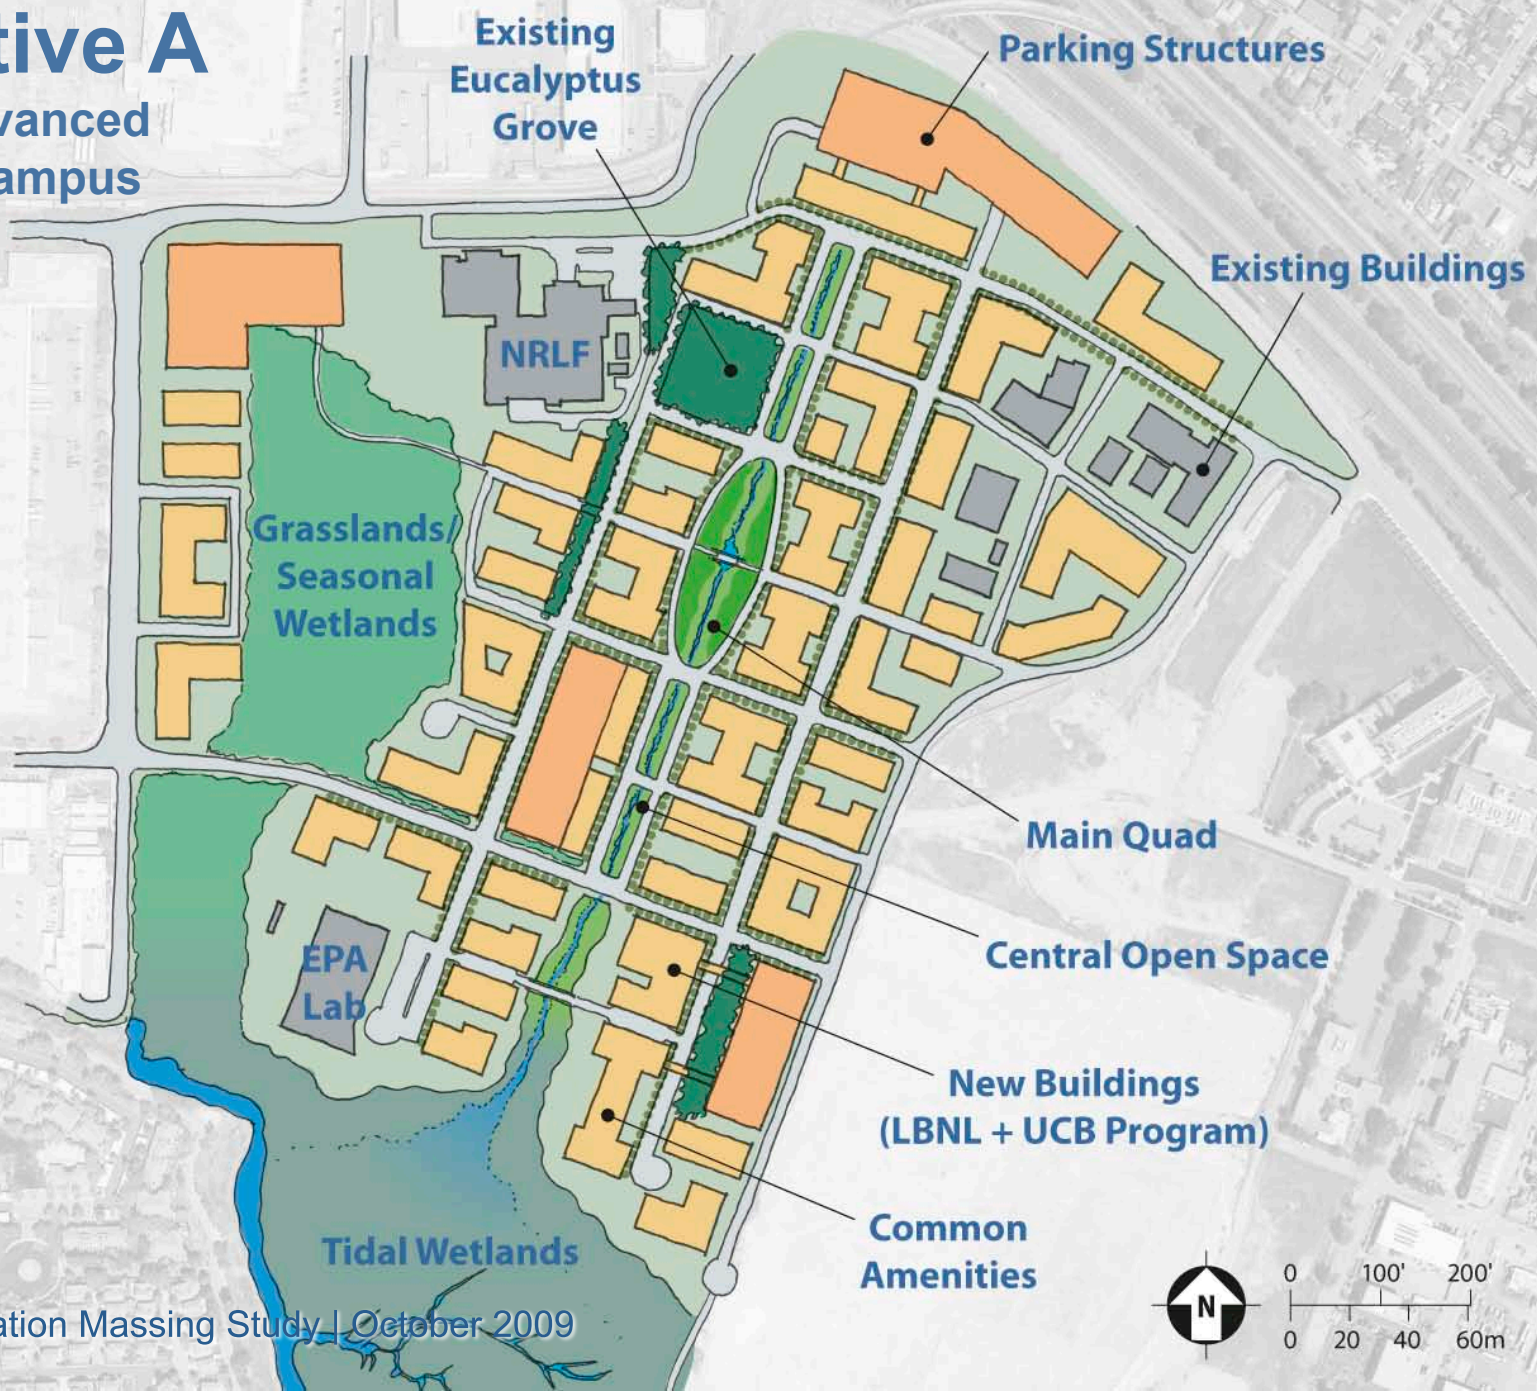 tive A
vanced
ampus
Existing
Eucalyptus
Grove
Parking Structures
Existing Buildings
NRLF
Grasslands/
Seasonal
Wetlands
Main Quad
Central Open Space
EPA
Lab
New Buildings
(LBNL + UCB Program)
Common
Amenities
Tidal Wetlands
ation Massing Study | October 2009
N
0 100' 200'
0 20 40 60m